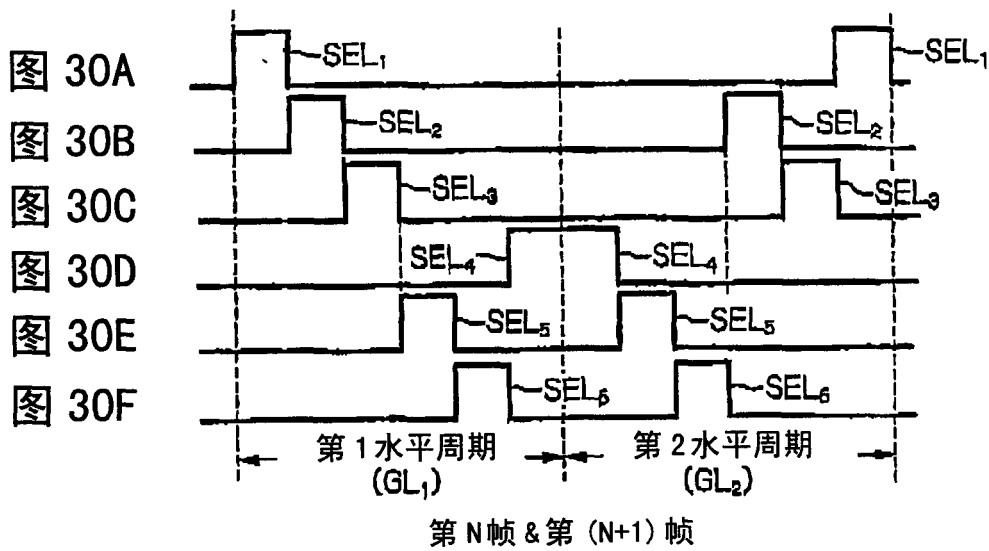 图 30A SEL₁ SEL₁
图 30B SEL₂ SEL₂
图 30C SEL₃ SEL₃
图 30D SEL₄ SEL₄
图 30E SEL₅ SEL₅
图 30F SEL₆ SEL₆
第1水平周期 第2水平周期
(GL₁) (GL₂)
第N帧&第(N+1)帧